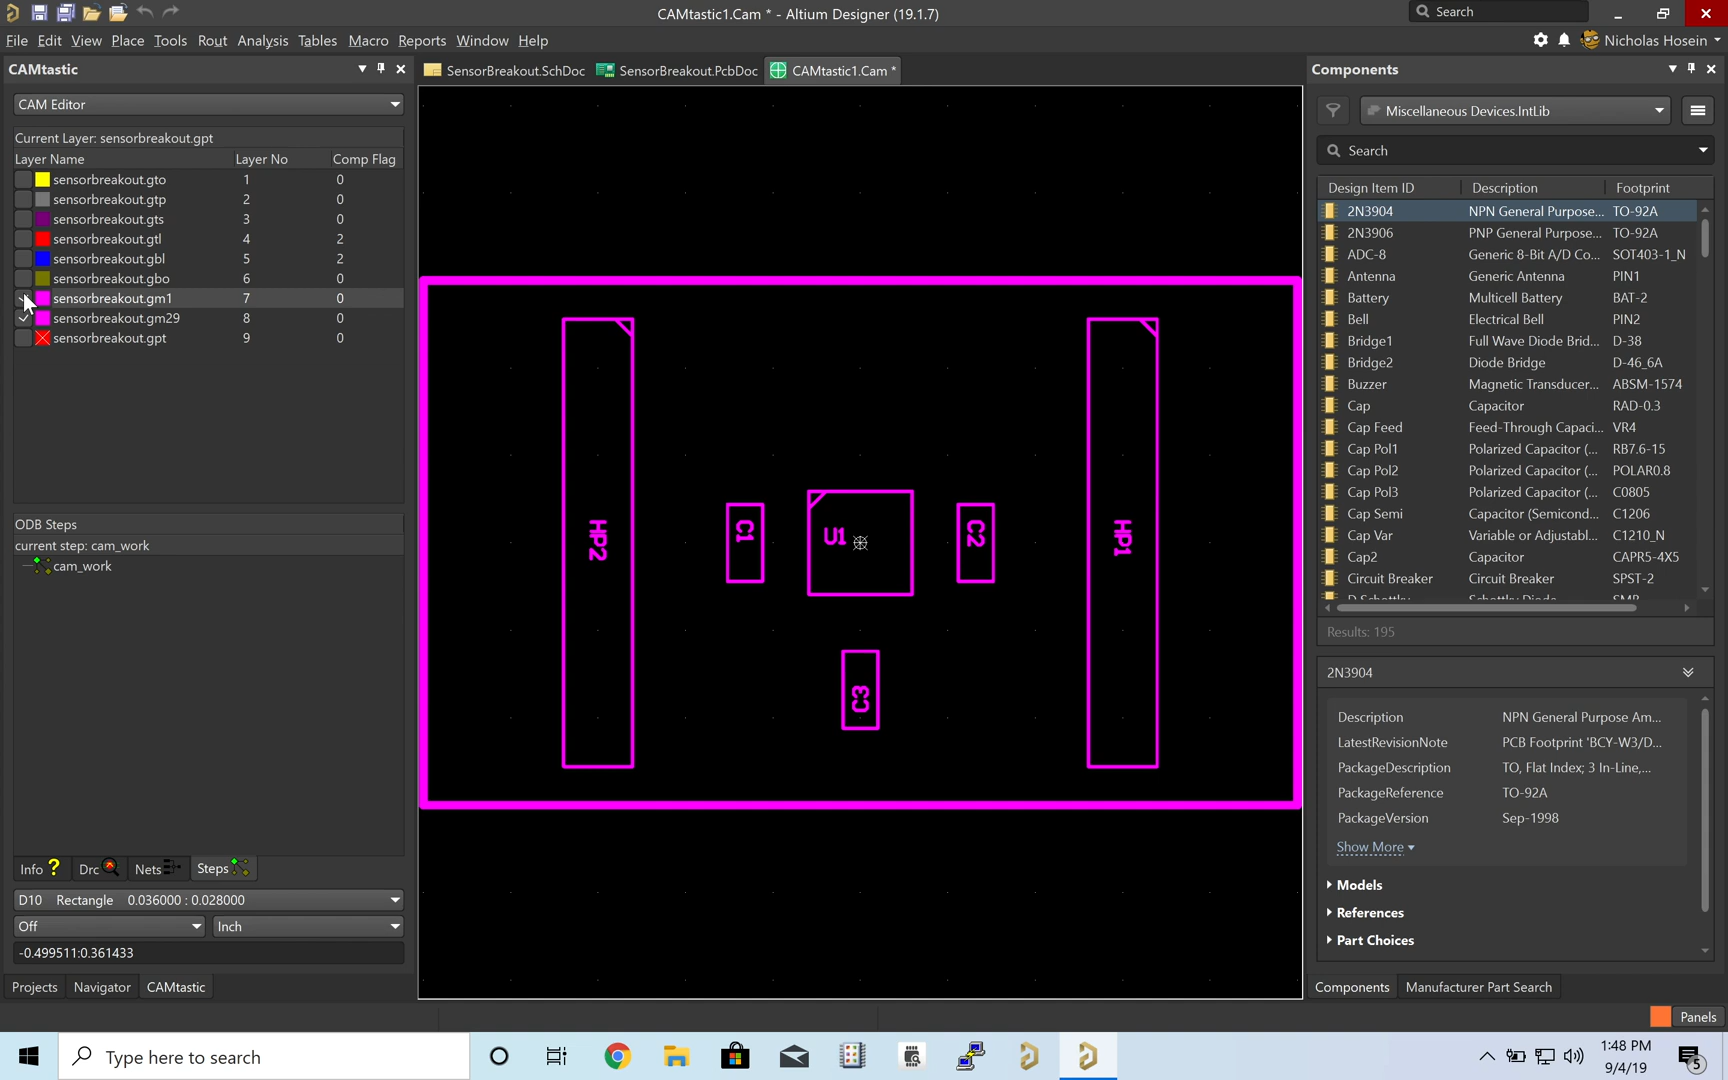 CAMtastic1.Cam * - Altium Designer (19.1.7)
Search
File Edit View Place Tools Rout Analysis Tables Macro Reports Window Help
Nicholas Hosein
CAMtastic
SensorBreakout.SchDoc SensorBreakout.PcbDoc CAMtastic1.Cam *
Components
CAM Editor
Miscellaneous Devices.IntLib
Current Layer: sensorbreakout.gpt
Search
Layer Name Layer No Comp Flag
sensorbreakout.gto 1 0
sensorbreakout.gtp 2 0
sensorbreakout.gts 3 0
sensorbreakout.gtl 4 2
sensorbreakout.gbl 5 2
sensorbreakout.gbo 6 0
sensorbreakout.gm1 7 0
sensorbreakout.gm29 8 0
sensorbreakout.gpt 9 0
Design Item ID Description Footprint
2N3904 NPN General Purpose... TO-92A
2N3906 PNP General Purpose... TO-92A
ADC-8 Generic 8-Bit A/D Co... SOT403-1_N
Antenna Generic Antenna PIN1
Battery Multicell Battery BAT-2
Bell Electrical Bell PIN2
Bridge1 Full Wave Diode Brid... D-38
Bridge2 Diode Bridge D-46_6A
Buzzer Magnetic Transducer... ABSM-1574
Cap Capacitor RAD-0.3
Cap Feed Feed-Through Capaci... VR4
Cap Pol1 Polarized Capacitor (... RB7.6-15
Cap Pol2 Polarized Capacitor (... POLAR0.8
Cap Pol3 Polarized Capacitor (... C0805
Cap Semi Capacitor (Semicond... C1206
Cap Var Variable or Adjustabl... C1210_N
Cap2 Capacitor CAPR5-4X5
Circuit Breaker Circuit Breaker SPST-2
HP2
C1
U1
C2
HP1
C3
ODB Steps
current step: cam_work
cam_work
Results: 195
2N3904
Description NPN General Purpose Am...
LatestRevisionNote PCB Footprint 'BCY-W3/D...
PackageDescription TO, Flat Index; 3 In-Line,...
PackageReference TO-92A
PackageVersion Sep-1998
Show More
Models
References
Part Choices
Info ? Drc Nets Steps
D10 Rectangle 0.036000 : 0.028000
Off Inch
-0.499511:0.361433
Projects Navigator CAMtastic
Components Manufacturer Part Search
Panels
Type here to search
1:48 PM
9/4/19
5